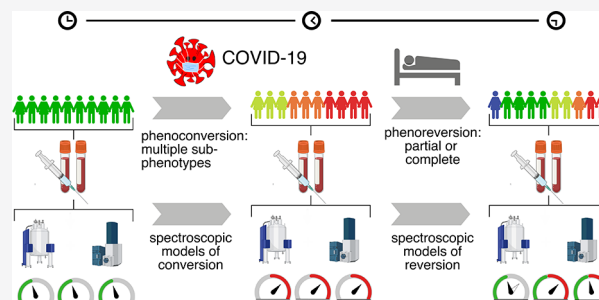 COVID-19
phenoconversion:
multiple sub-
phenotypes
phenoreversion:
partial or
complete
spectroscopic
models of
conversion
spectroscopic
models of
reversion